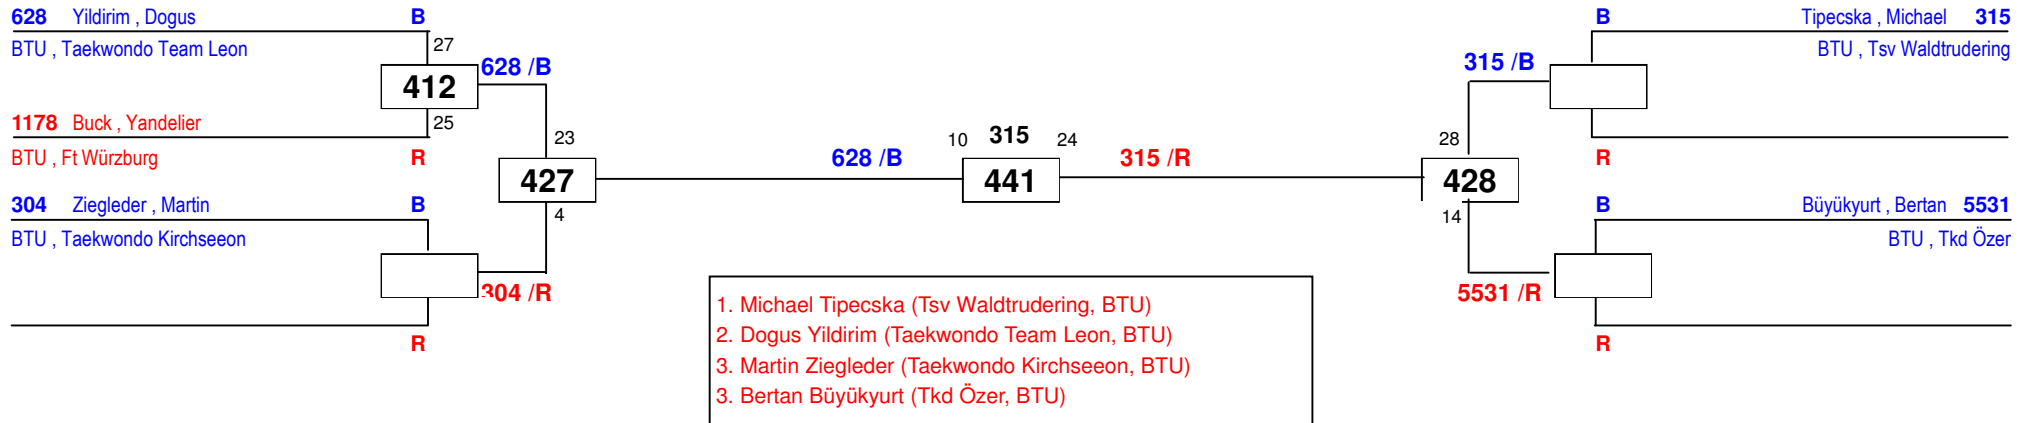 628 Yildirim , Dogus B
BTU , Taekwondo Team Leon
27
412
628 /B
1178 Buck , Yandelier
25
BTU , Ft Würzburg R
23
427
4
304 Ziegleder , Martin B
BTU , Taekwondo Kirchseeon
304 /R
R
628 /B
10 315 24
441
315 /R
B Tipecska , Michael 315
BTU , Tsv Waldtrudering
315 /B
R
28
428
14
B Büyükyurt , Bertan 5531
BTU , Tkd Özer
5531 /R
R
1. Michael Tipecska (Tsv Waldtrudering, BTU)
2. Dogus Yildirim (Taekwondo Team Leon, BTU)
3. Martin Ziegleder (Taekwondo Kirchseeon, BTU)
3. Bertan Büyükyurt (Tkd Özer, BTU)